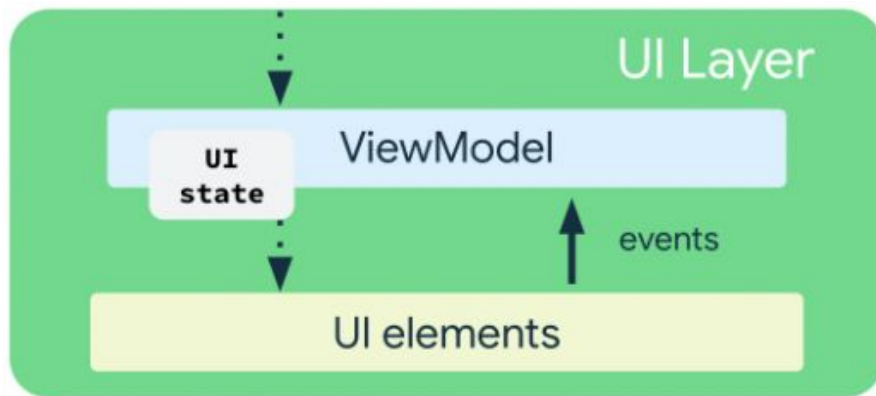 UI Layer
ViewModel
UI
state
events
UI elements